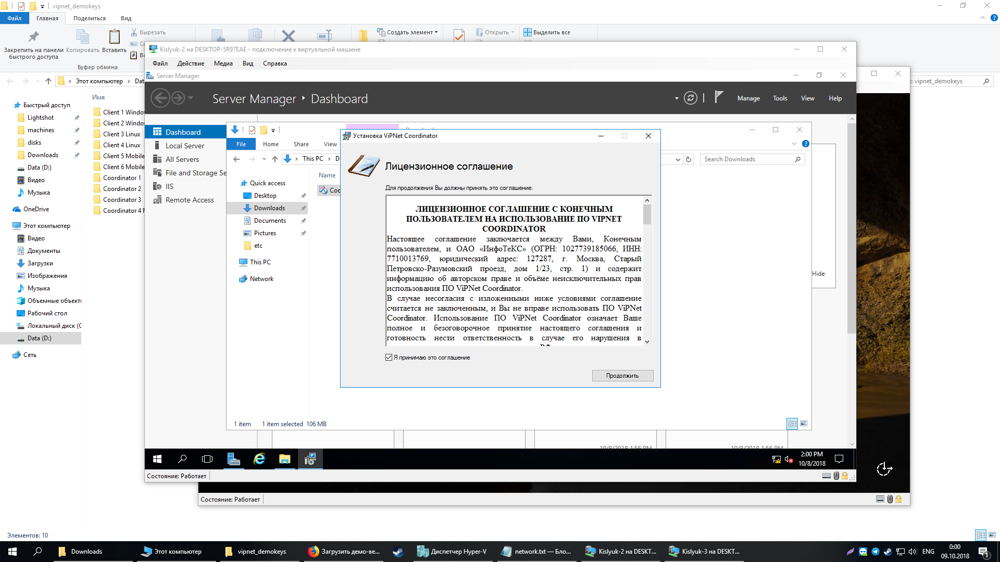 vipnet_demokeys
Файл
Главная
Поделиться
Вид
Закрепить на панели
быстрого доступа
Копировать
Вставить
Вырезать
Создать элемент
Открыть
Выделить все
Буфер обмена
Этот компьютер
vipnet_demokeys
Имя
Быстрый доступ
Lightshot
machines
disks
Downloads
Data (D:)
Видео
Музыка
OneDrive
Этот компьютер
Видео
Документы
Загрузки
Изображения
Музыка
Объемные объекты
Рабочий стол
Локальный диск (C
Data (D:)
Сеть
Client 1 Windo
Client 2 Windo
Client 3 Linux
Client 4 Linux
Client 5 Mobile
Client 6 Mobile
Coordinator 1
Coordinator 2
Coordinator 3
Coordinator 4
Элементов: 10
Kislyuk-2 на DESKTOP-5R97EAE - подключение к виртуальной машине
Файл
Действие
Медиа
Вид
Справка
Server Manager
Server Manager
Dashboard
Manage
Tools
View
Help
Dashboard
Local Server
All Servers
File and Storage Se
IIS
Remote Access
File
Home
Share
View
This PC
Search Downloads
Name
Quick access
Desktop
Downloads
Documents
Pictures
etc
This PC
Network
1 item
1 item selected 106 MB
Hide
10/8/2018 1:56 PM
10/8/2018 1:56 PM
Установка ViPNet Coordinator
Лицензионное соглашение
Для продолжения Вы должны принять это соглашение.
ЛИЦЕНЗИОННОЕ СОГЛАШЕНИЕ С КОНЕЧНЫМ
ПОЛЬЗОВАТЕЛЕМ НА ИСПОЛЬЗОВАНИЕ ПО VIPNET
COORDINATOR
Настоящее соглашение заключается между Вами, Конечным
пользователем, и ОАО «ИнфоТеКС» (ОГРН: 1027739185066, ИНН:
7710013769, юридический адрес: 127287, г. Москва, Старый
Петровско-Разумовский проезд, дом 1/23, стр. 1) и содержит
информацию об авторском праве и объёме неисключительных прав
использования ПО ViPNet Coordinator.
В случае несогласия с изложенными ниже условиями соглашение
считается не заключенным, и Вы не вправе использовать ПО ViPNet
Coordinator. Использование ПО ViPNet Coordinator означает Ваше
полное и безоговорочное принятие настоящего соглашения и
готовность нести ответственность в случае его нарушения в
Я принимаю это соглашение
Продолжить
2:00 PM
10/8/2018
Состояние: Работает
Состояние: Работает
Downloads
Этот компьютер
vipnet_demokeys
Загрузить демо-ве...
Диспетчер Hyper-V
network.txt — Бло...
Kislyuk-2 на DESKT...
Kislyuk-3 на DESKT...
ENG
0:00
09.10.2018
1